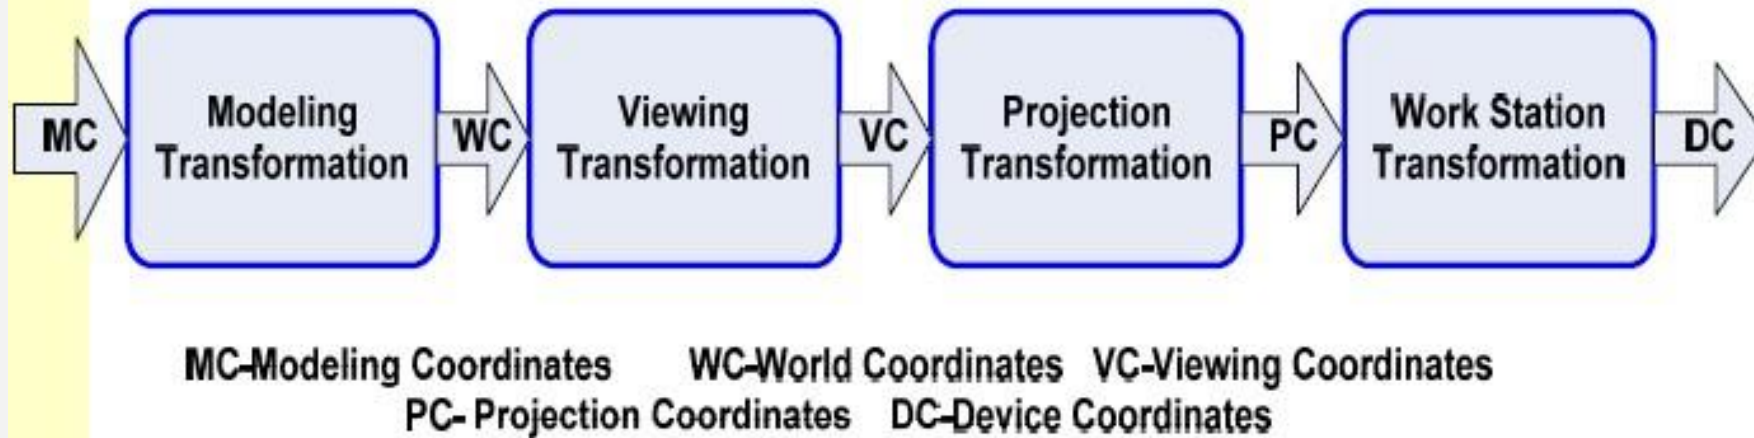 MC
Modeling
Transformation
WC
Viewing
Transformation
VC
Projection
Transformation
PC
Work Station
Transformation
DC
MC-Modeling Coordinates WC-World Coordinates VC-Viewing Coordinates
PC- Projection Coordinates DC-Device Coordinates